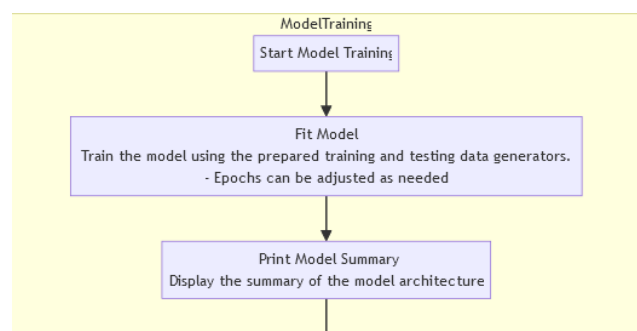 ModelTraining
Start Model Training
Fit Model
Train the model using the prepared training and testing data generators.
- Epochs can be adjusted as needed
Print Model Summary
Display the summary of the model architecture